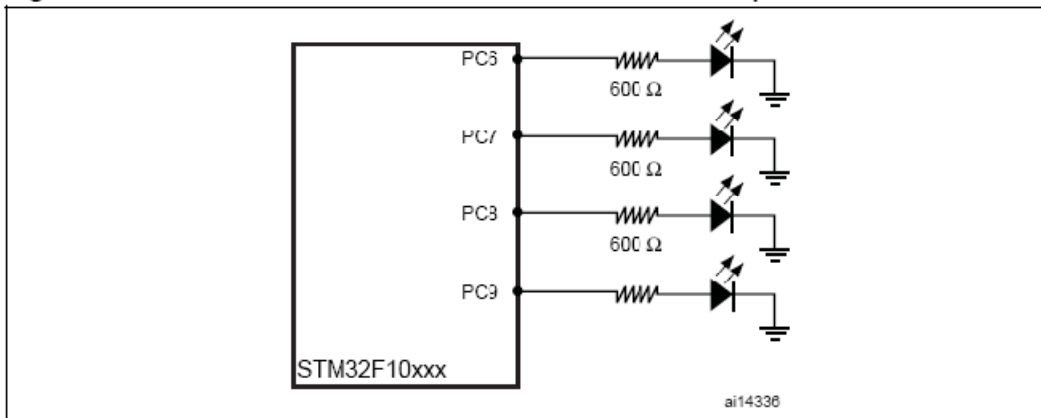 PC6
600 Ω
PC7
600 Ω
PC8
600 Ω
PC9
STM32F10xxx
ai14336